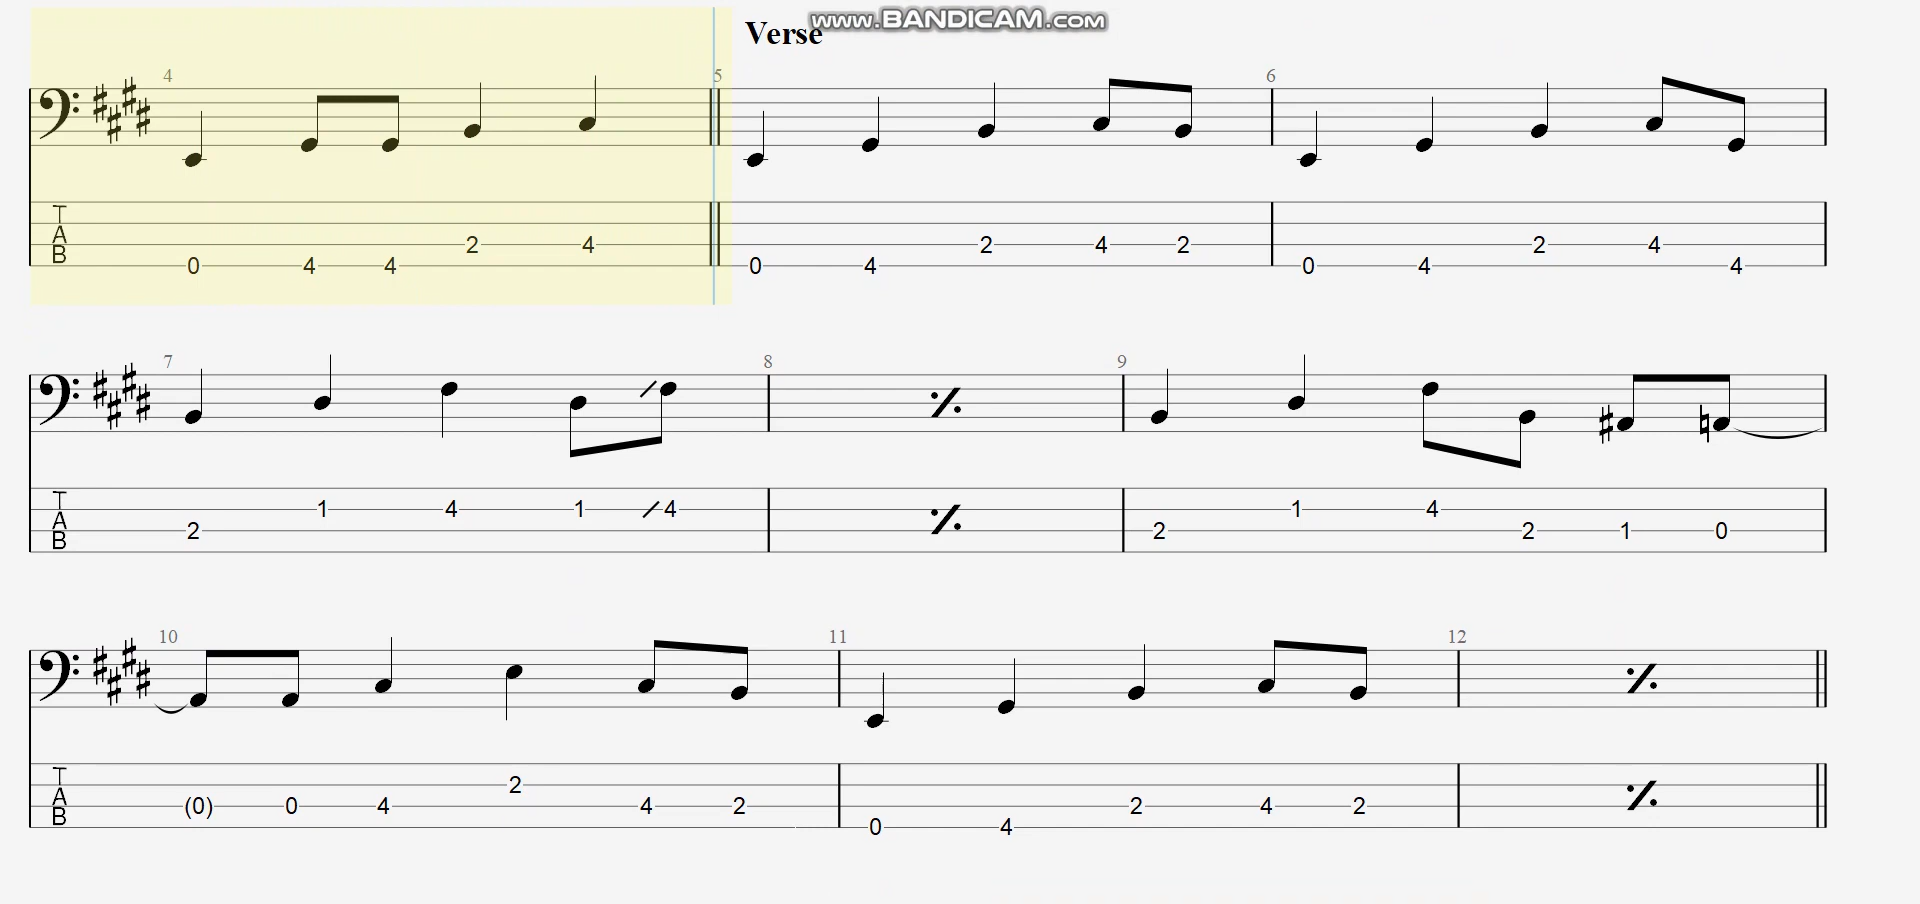 www.BANDICAM.com
Verse
4 5 6
T
A
B
0 4 4 2 4 0 4 2 4 2 0 4 2 4 4
7 8 9
T
A
B
2 1 4 1 4 2 1 4 2 1 0
10 11 12
T
A
B
(0) 0 4 2 4 2 0 4 2 4 2